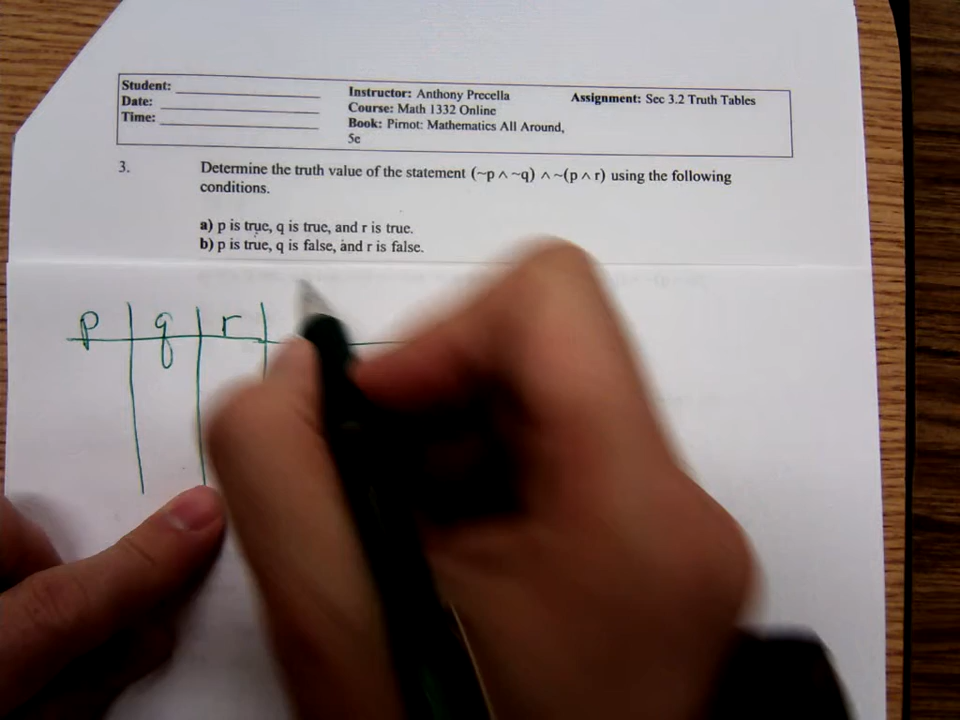 Student:
Date:
Time:
Instructor: Anthony Precella
Course: Math 1332 Online
Book: Pirnot: Mathematics All Around,
5e
Assignment: Sec 3.2 Truth Tables
3. Determine the truth value of the statement (~p ∧ ~q) ∧ ~(p ∧ r) using the following
conditions.
a) p is true, q is true, and r is true.
b) p is true, q is false, and r is false.
p q r